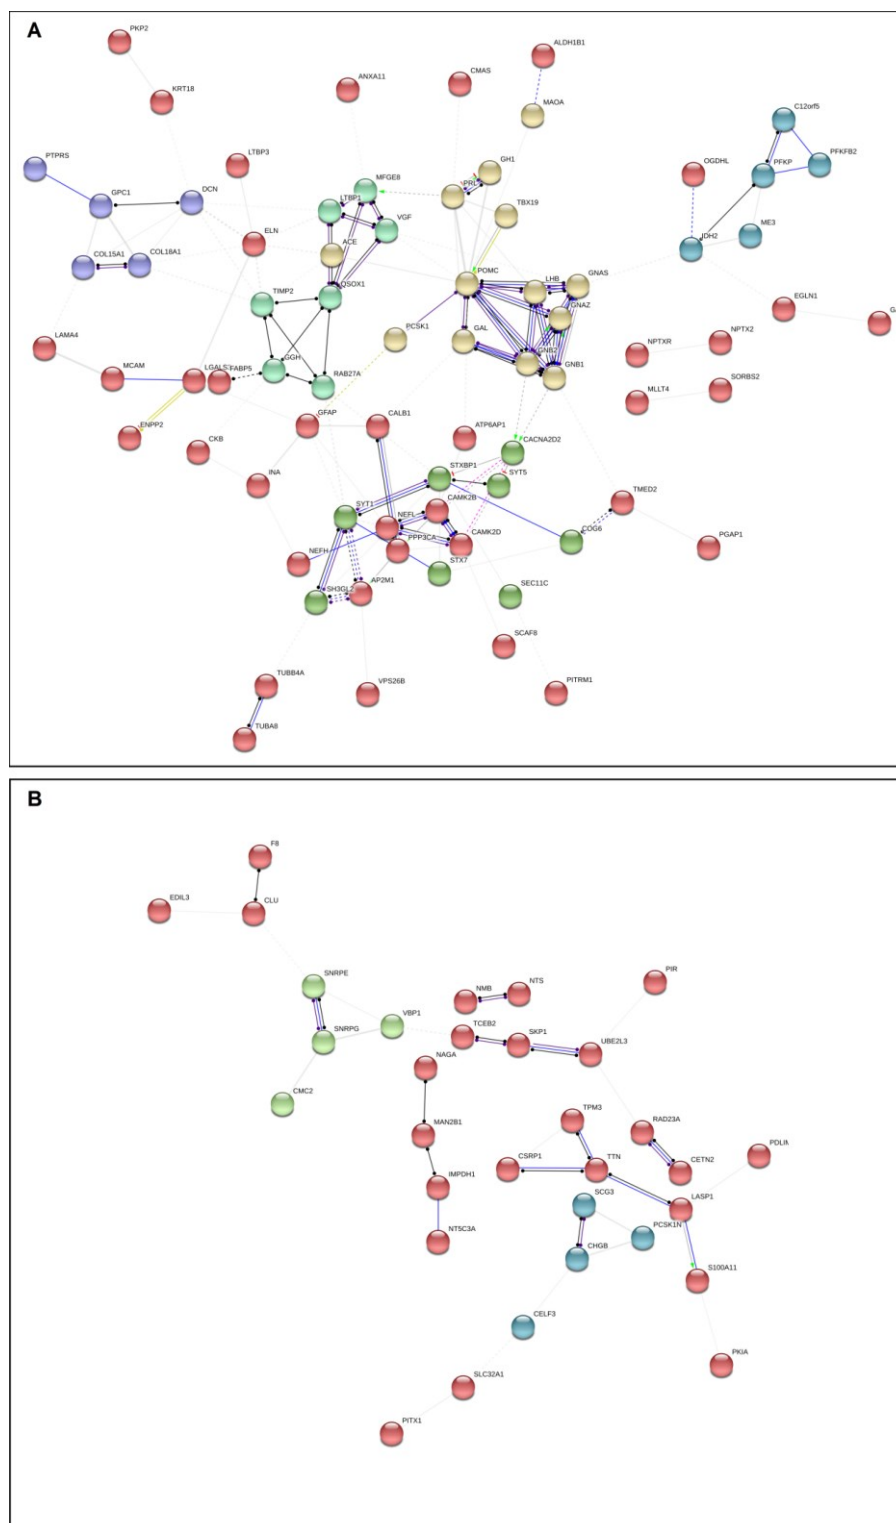 A
PKP2
ALDH1B1
KRT18
ANXA11
CMAS
MAOA
C12orf5
PTPRS
LTBP3
GH1
OGDHL
PFKP
PFKFB2
GPC1
DCN
LTBP1
MFGE8
PRL
VGF
TBX19
ELN
ACE
IDH2
ME3
COL15A1
COL18A1
POMC
LHB
GNAS
TIMP2
QSOX1
GNAZ
EGLN1
LAMA4
PCSK1
GAL
GNB2
GNB1
NPTXR
NPTX2
MCAM
LGALS3
FABP5
GGH
RAB27A
MLLT4
SORBS2
ENPP2
CKB
GFAP
CALB1
ATP6AP1
CACNA2D2
INA
STXBP1
SYT5
SYT1
NEFL
CAMK2B
TMED2
NEFH
PPP3CA
CAMK2D
COG6
PGAP1
SH3GL2
AP2M1
STX7
SEC11C
SCAF8
TUBB4A
VPS26B
PITRM1
TUBA8
B
F8
EDIL3
CLU
SNRPE
NMB
NTS
PIR
SNRPG
VBP1
TCEB2
SKP1
UBE2L3
CMC2
NAGA
MAN2B1
TPM3
RAD23A
CSRP1
TTN
CETN2
PDLIM
IMPDH1
SCG3
LASP1
NT5C3A
CHGB
PCSK1N
S100A11
CELF3
PKIA
SLC32A1
PITX1